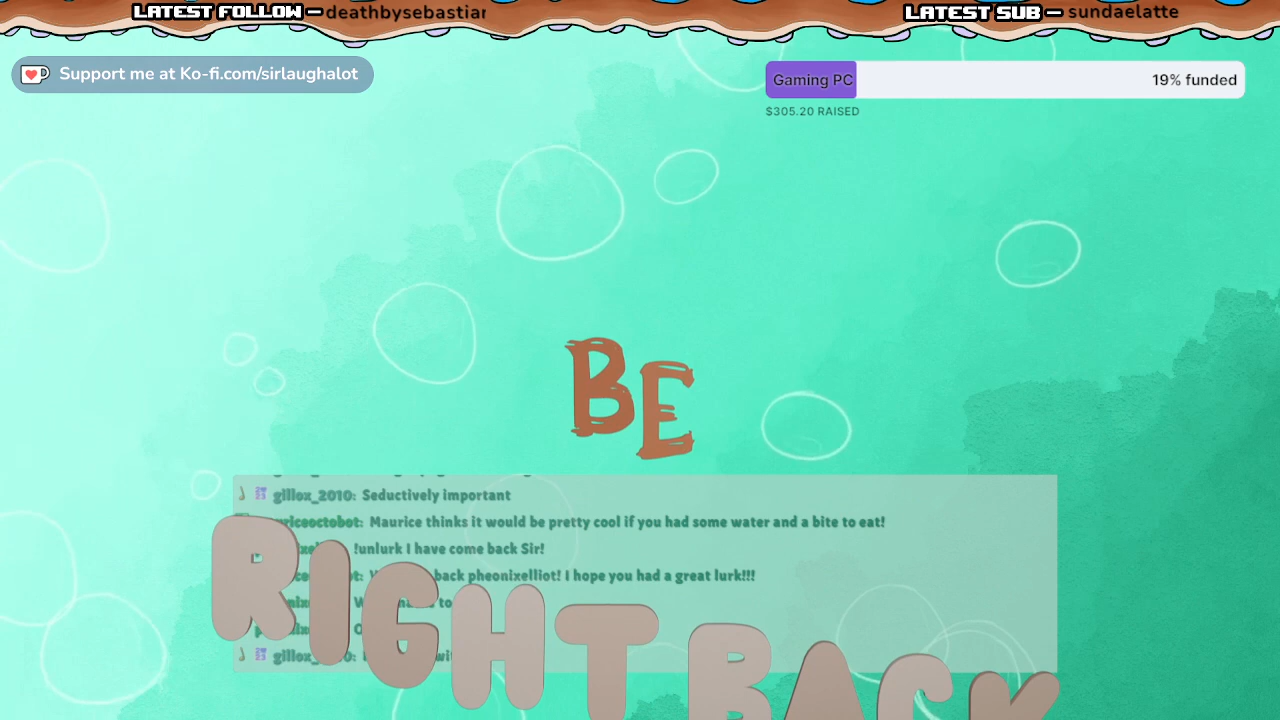 LATEST FOLLOW – deathbysebastian
LATEST SUB – sundaelatte
Support me at Ko-fi.com/sirlaughalot
Gaming PC
19% funded
$305.20 RAISED
BE
gillox_2010: Seductively important
Maurice thinks it would be pretty cool if you had some water and a bite to eat!
!unlurk I have come back Sir!
back pheonixelliot! I hope you had a great lurk!!!
RIGHT BACK